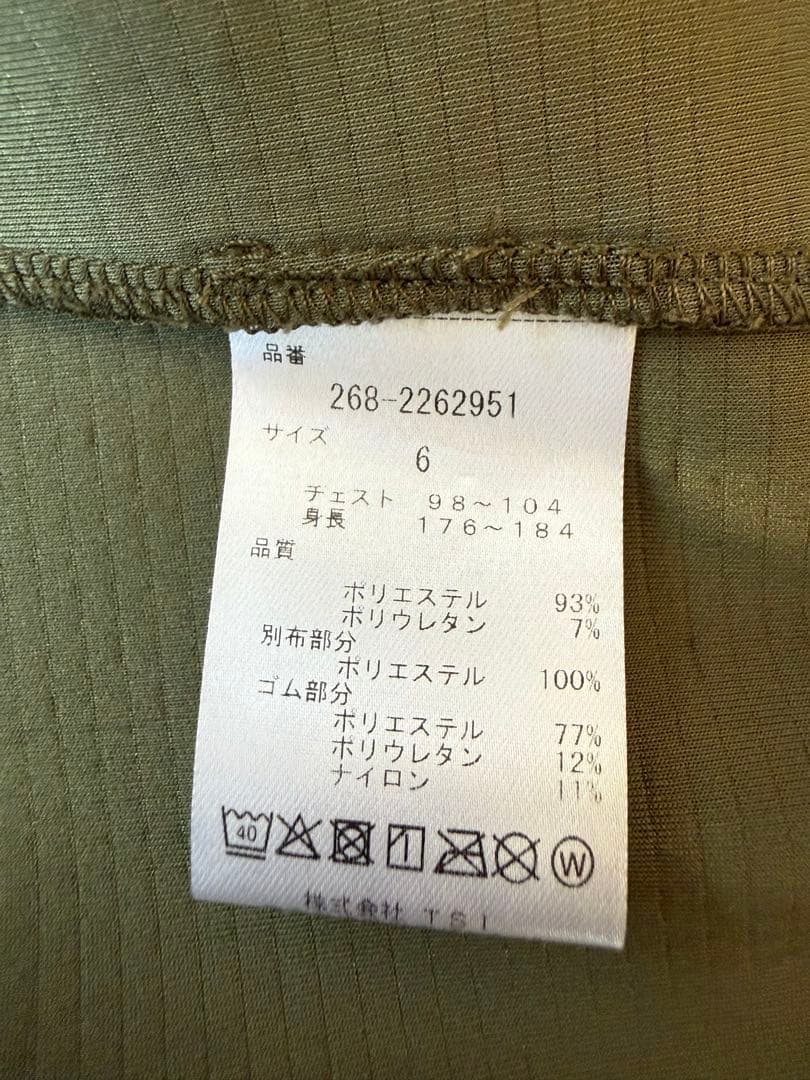 品番
268-2262951
サイズ
6
チェスト 98~104
身長 176~184
品質
ポリエステル 93%
ポリウレタン 7%
別布部分
ポリエステル 100%
ゴム部分
ポリエステル 77%
ポリウレタン 12%
ナイロン 11%
40 W
株式会社 TSI